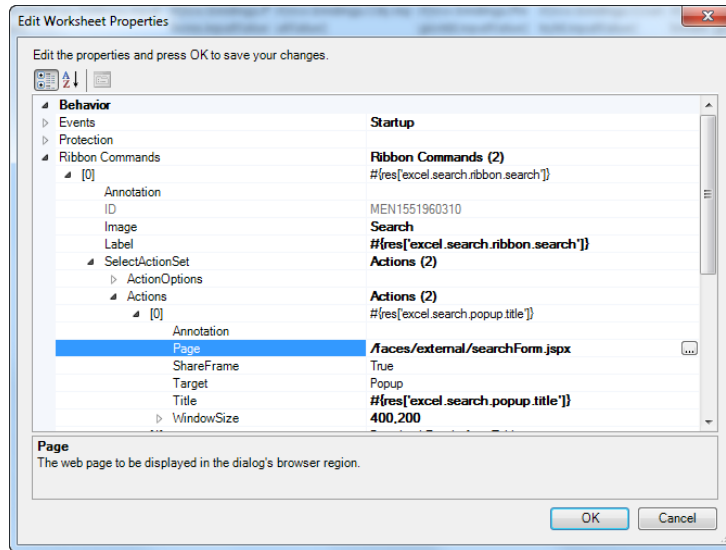 Edit Worksheet Properties
Edit the properties and press OK to save your changes.
Behavior
Events Startup
Protection
Ribbon Commands Ribbon Commands (2)
[0] #{res['excel.search.ribbon.search']}
Annotation
ID MEN1551960310
Image Search
Label #{res['excel.search.ribbon.search']}
SelectActionSet Actions (2)
ActionOptions
Actions Actions (2)
[0] #{res['excel.search.popup.title']}
Annotation
Page /faces/external/searchForm.jspx ...
ShareFrame True
Target Popup
Title #{res['excel.search.popup.title']}
WindowSize 400,200
Page
The web page to be displayed in the dialog's browser region.
OK Cancel